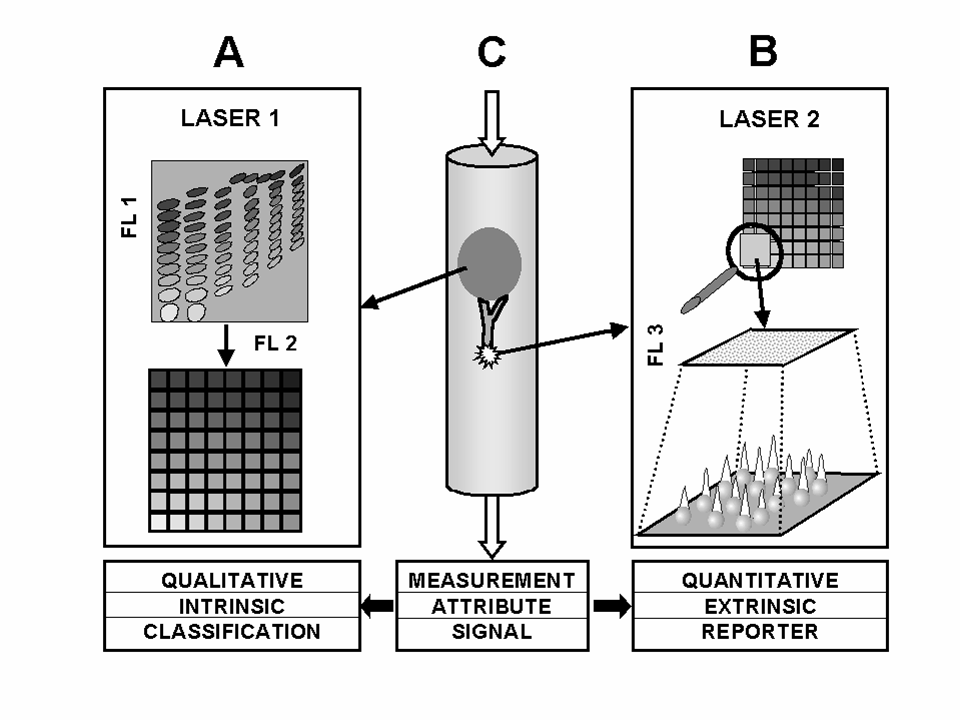 A
C
B
LASER 1
LASER 2
FL 1
FL 2
FL 3
QUALITATIVE
INTRINSIC
CLASSIFICATION
MEASUREMENT
ATTRIBUTE
SIGNAL
QUANTITATIVE
EXTRINSIC
REPORTER